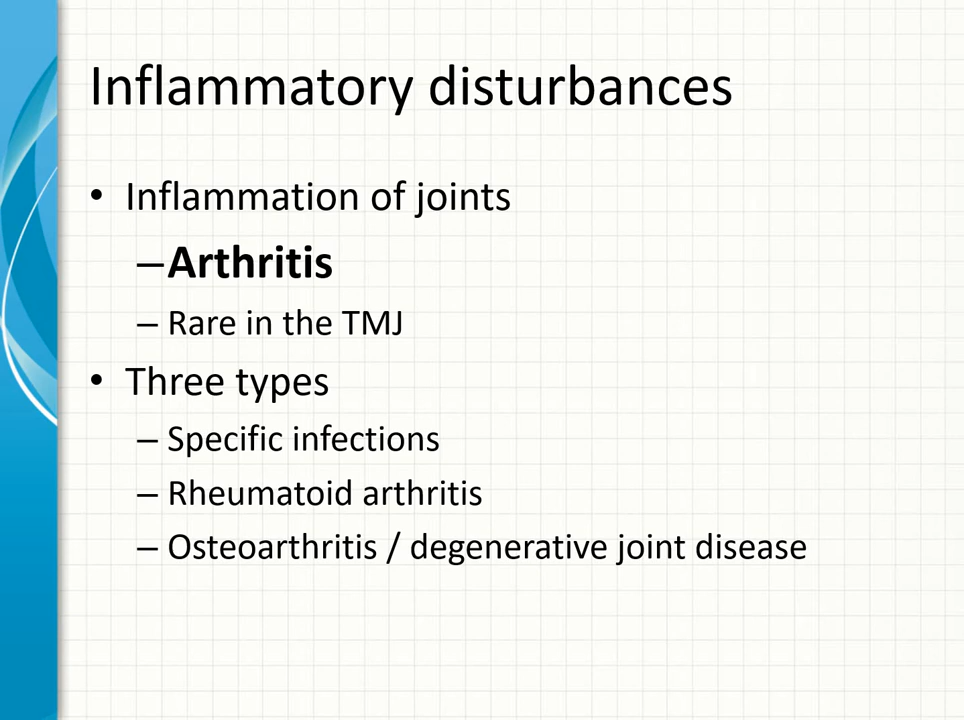 Inflammatory disturbances
• Inflammation of joints
–Arthritis
– Rare in the TMJ
• Three types
– Specific infections
– Rheumatoid arthritis
– Osteoarthritis / degenerative joint disease